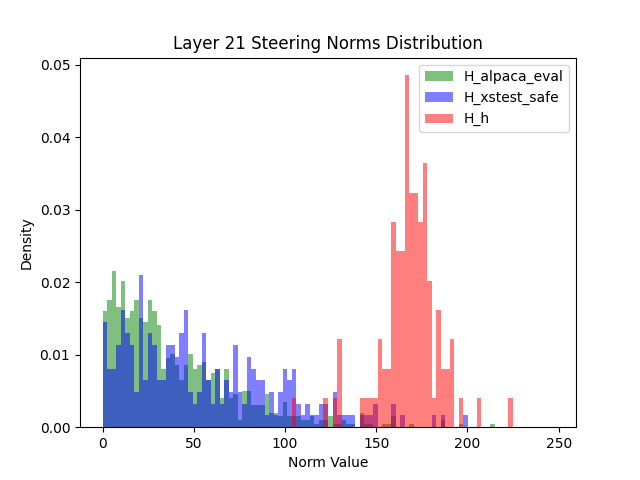 Layer 21 Steering Norms Distribution
H_alpaca_eval
H_xstest_safe
H_h
Density
0.05
0.04
0.03
0.02
0.01
0.00
0 50 100 150 200 250
Norm Value